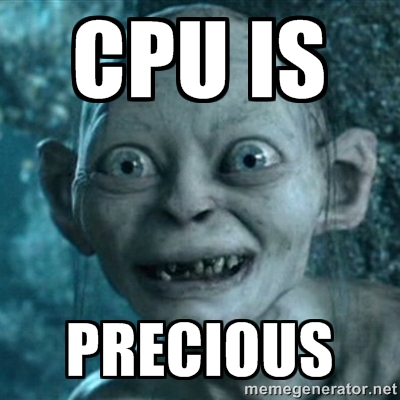 CPU IS
PRECIOUS
memegenerator.net